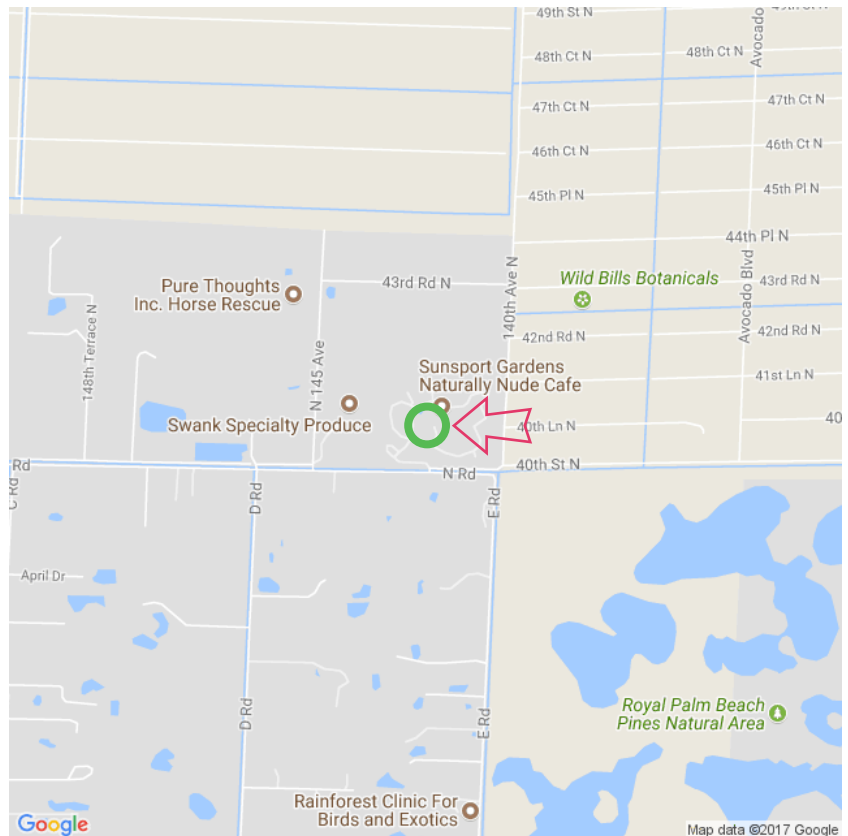 49th St N
49th St N
48th Ct N
48th Ct N
Avocado
47th Ct N
47th Ct N
46th Ct N
46th Ct N
45th Pl N
45th Pl N
44th Pl N
43rd Rd N
Wild Bills Botanicals
43rd Rd N
Pure Thoughts
Inc. Horse Rescue
140th Ave N
Avocado Blvd
148th Terrace N
N 145 Ave
42nd Rd N
42nd Rd N
Sunsport Gardens
Naturally Nude Cafe
41st Ln N
Swank Specialty Produce
40th Ln N
40
Rd
N Rd
40th St N
C Rd
D Rd
E Rd
April Dr
D Rd
E Rd
Royal Palm Beach
Pines Natural Area
Rainforest Clinic For
Birds and Exotics
Google
Map data ©2017 Google